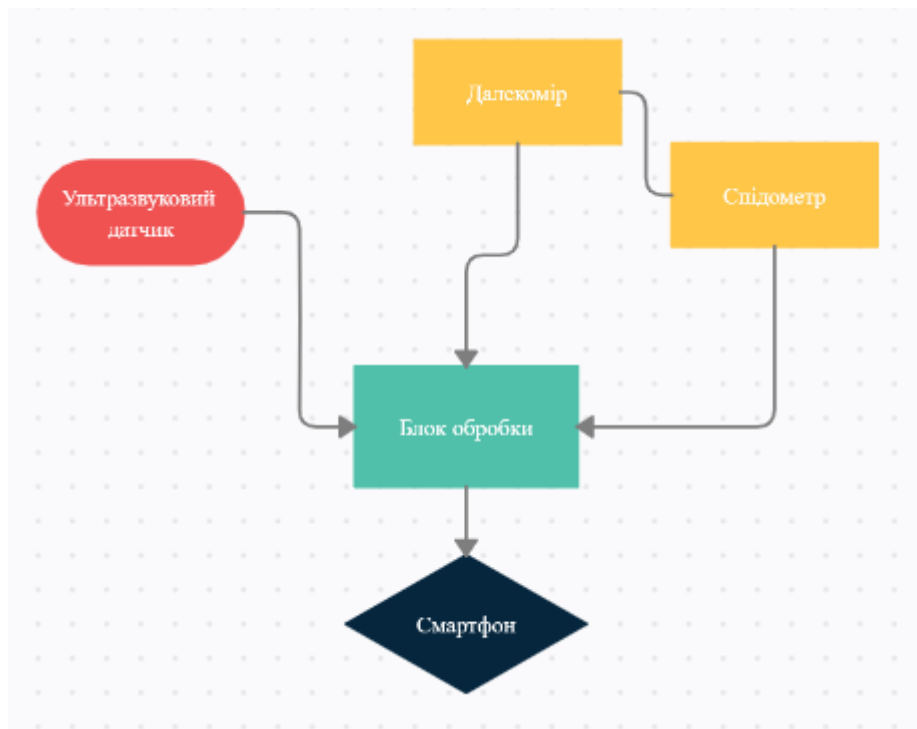 Далекомір
Ультразвуковий
датчик
Спідометр
Блок обробки
Смартфон